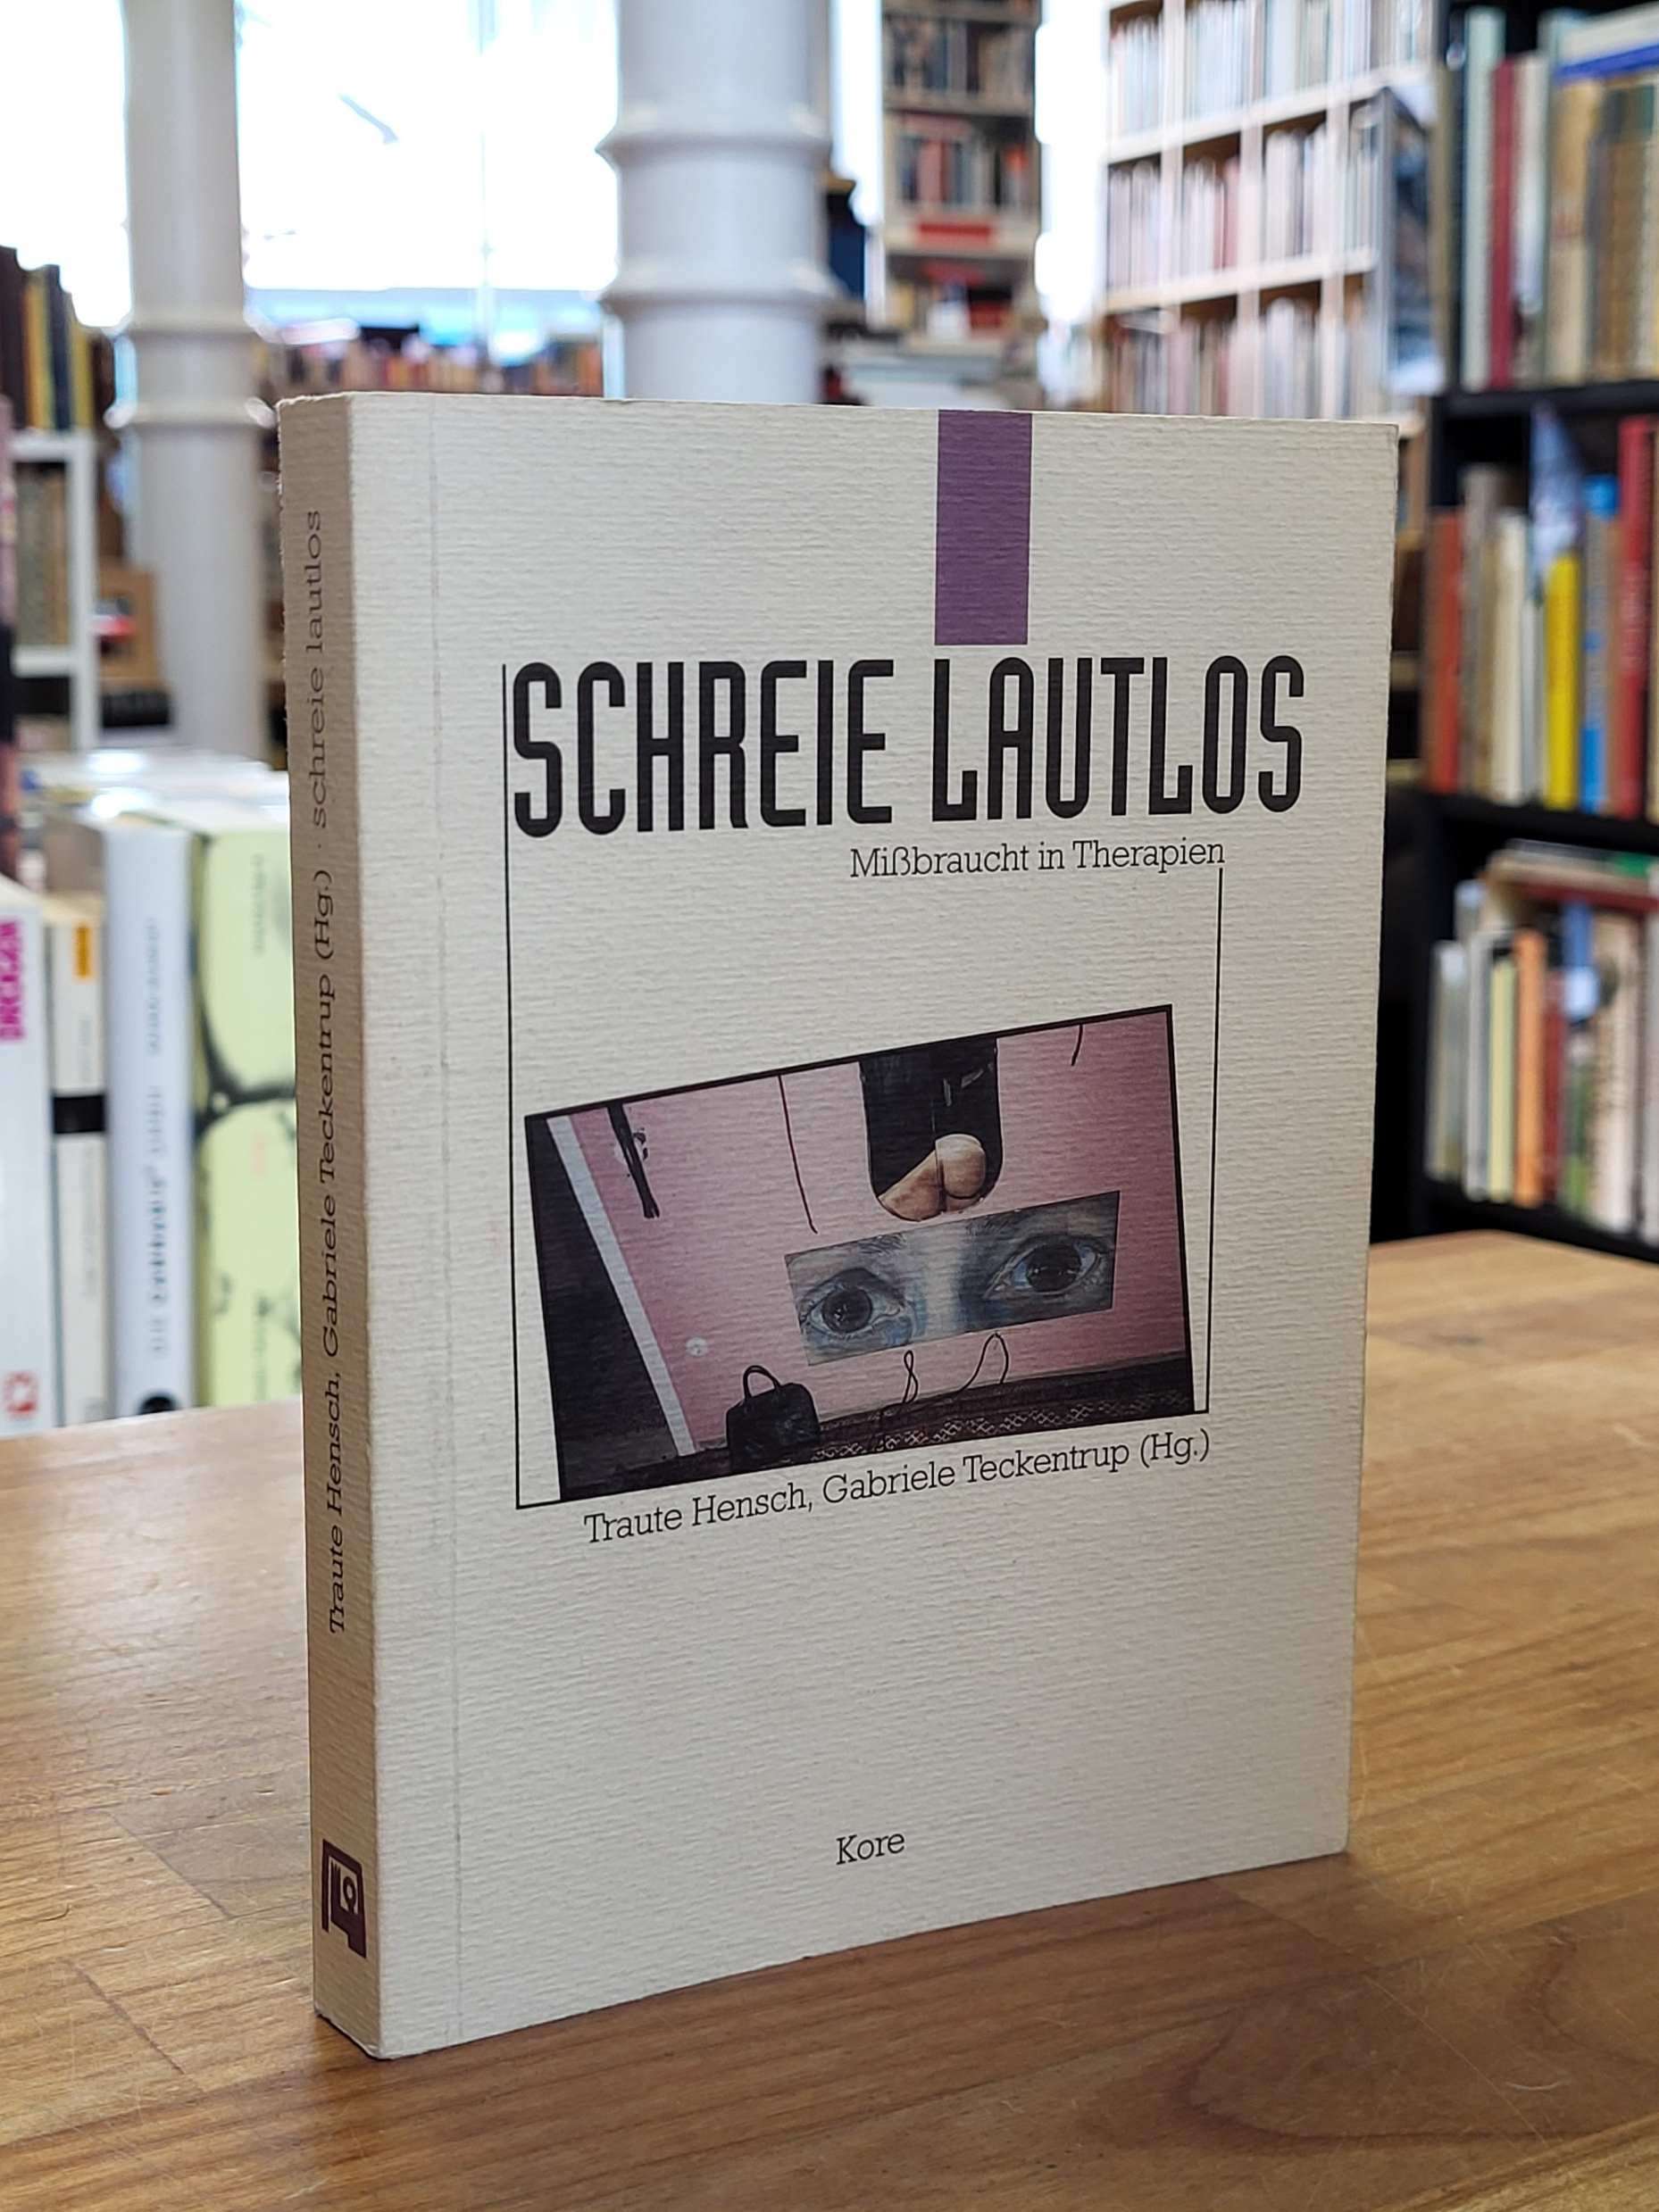 SCHREIE LAUTLOS
Mißbraucht in Therapien
Traute Hensch, Gabriele Teckentrup (Hg.)
Kore
Traute Hensch, Gabriele Teckentrup (Hg.) · schreie lautlos